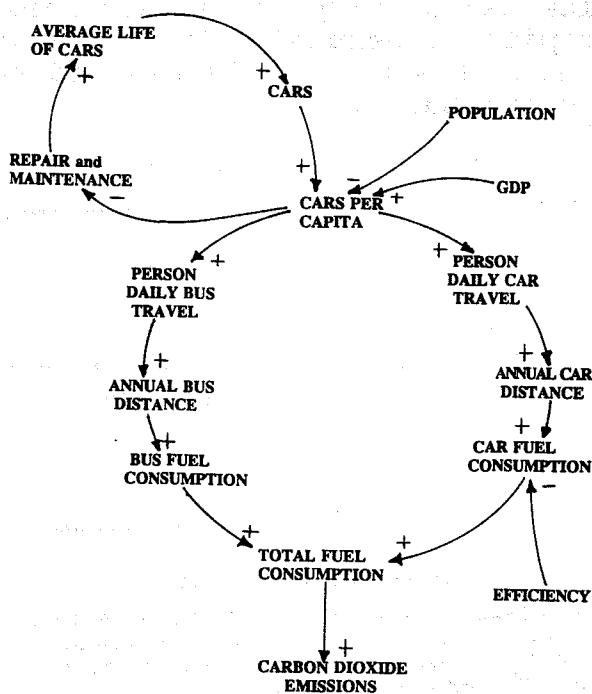 AVERAGE LIFE
OF CARS
+
+
CARS
POPULATION
REPAIR and
MAINTENANCE
−
+
−
GDP
CARS PER +
CAPITA
+
PERSON
DAILY BUS
TRAVEL
+
PERSON
DAILY CAR
TRAVEL
+
ANNUAL BUS
DISTANCE
+
ANNUAL CAR
DISTANCE
+
BUS FUEL
CONSUMPTION
+
CAR FUEL
CONSUMPTION
−
+
TOTAL FUEL
CONSUMPTION
+
EFFICIENCY
+
CARBON DIOXIDE
EMISSIONS